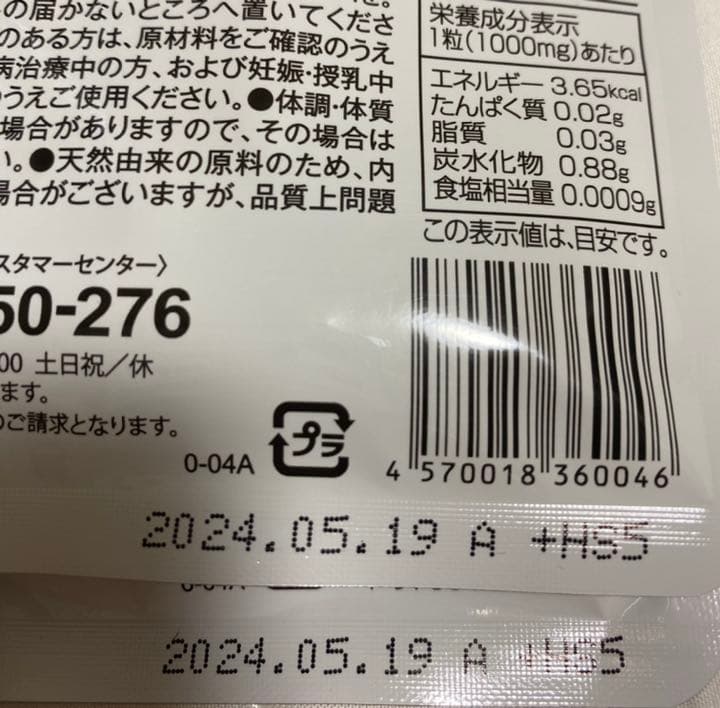 の届かないところへ置いてくださ
のある方は、原材料をご確認のうえ
病治療中の方、および妊娠・授乳中
うえご使用ください。●体調・体質
場合がありますので、その場合は
い。●天然由来の原料のため、内
場合がございますが、品質上問題
スタマーセンター〉
50-276
00 土日祝／休
ます。
のご請求となります。
0-04A
プラ
栄養成分表示
1粒(1000mg)あたり
エネルギー 3.65kcal
たんぱく質 0.02g
脂質 0.03g
炭水化物 0.88g
食塩相当量 0.0009g
この表示値は、目安です。
4 570018 360046
2024.05.19 A +HS5
2024.05.19 A +HS5